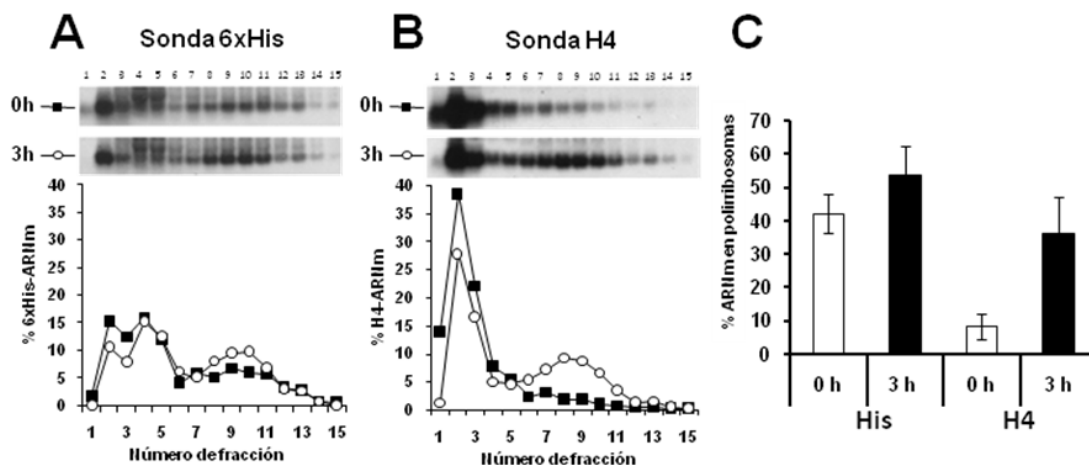 A
Sonda 6xHis
1 2 3 4 5 6 7 8 9 10 11 12 13 14 15
0h
3h
40
35
30
25
20
15
10
5
0
% 6xHis-ARNm
1 3 5 7 9 11 13 15
Número de fracción
B
Sonda H4
1 2 3 4 5 6 7 8 9 10 11 12 13 14 15
0h
3h
40
35
30
25
20
15
10
5
0
% H4-ARNm
1 3 5 7 9 11 13 15
Número de fracción
C
70
60
50
40
30
20
10
0
% ARNm en polirribosomas
0 h 3 h 0 h 3 h
His H4